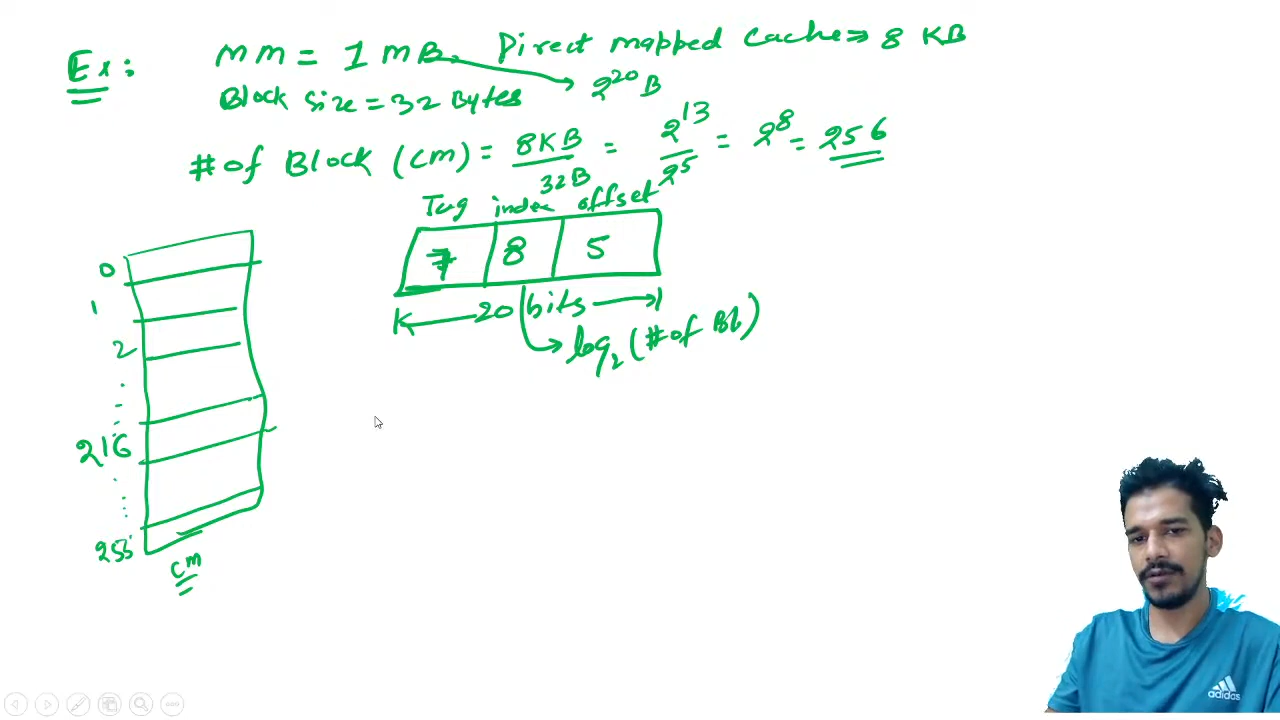 Ex: MM = 1 MB, Direct mapped Cache => 8 KB
Block size = 32 Bytes 2^20 B
# of Block (CM) = 8KB / 32B = 2^13 / 2^5 = 2^8 = 256
Tag index offset
7 8 5
20 bits
log2 (# of Bl)
0
1
2
216
255
CM
adidas